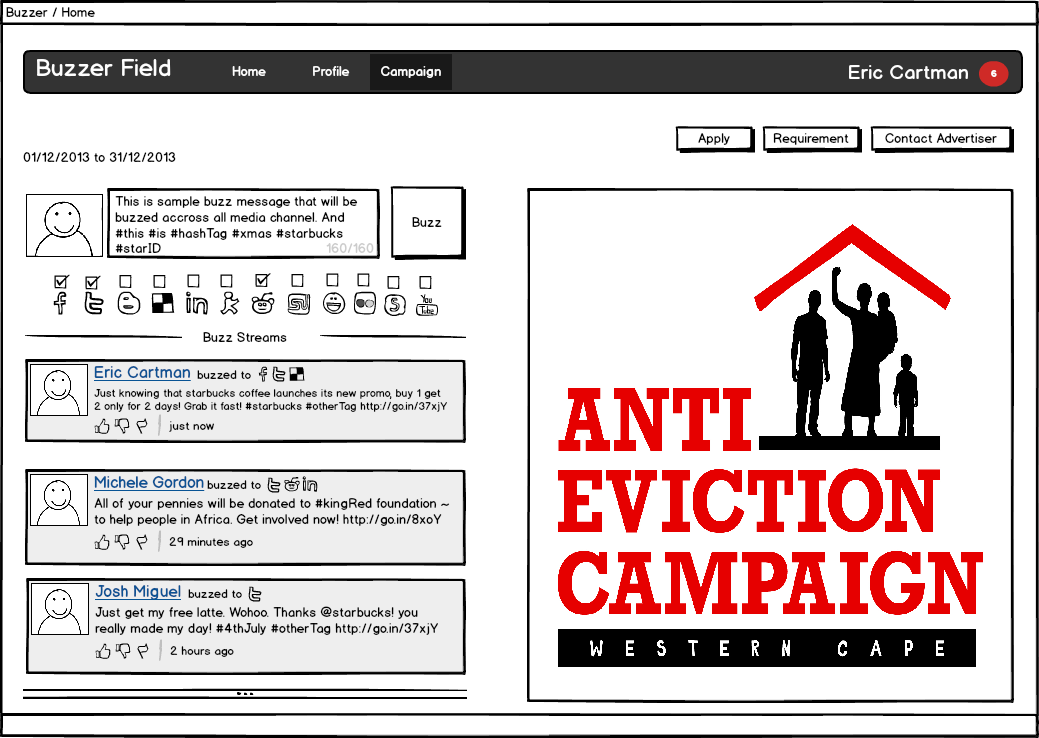 Buzzer / Home
Buzzer Field
Home
Profile
Campaign
Eric Cartman
6
Apply
Requirement
Contact Advertiser
01/12/2013 to 31/12/2013
This is sample buzz message that will be
buzzed accross all media channel. And
#this #is #hashTag #xmas #starbucks
#starID
160/160
Buzz
You
Tube
Buzz Streams
Eric Cartman buzzed to
Just knowing that starbucks coffee launches its new promo, buy 1 get
2 only for 2 days! Grab it fast! #starbucks #otherTag http://go.in/37xjY
just now
Michele Gordon buzzed to
All of your pennies will be donated to #kingRed foundation ~
to help people in Africa. Get involved now! http://go.in/8xoY
29 minutes ago
Josh Miguel buzzed to
Just get my free latte. Wohoo. Thanks @starbucks! you
really made my day! #4thJuly #otherTag http://go.in/37xjY
2 hours ago
ANTI
EVICTION
CAMPAIGN
WESTERN CAPE